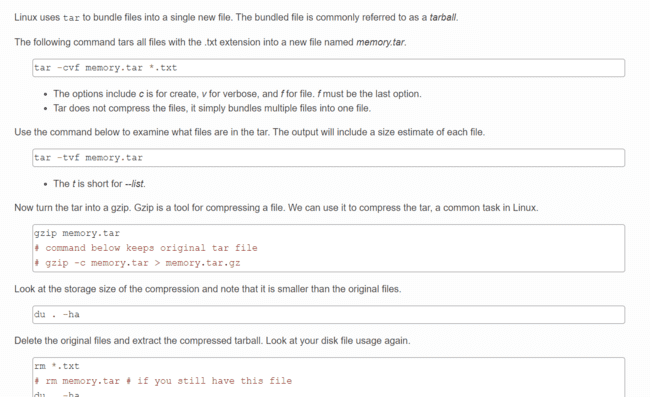 Linux uses tar to bundle files into a single new file. The bundled file is commonly referred to as a tarball.
The following command tars all files with the .txt extension into a new file named memory.tar.
tar -cvf memory.tar *.txt
• The options include c is for create, v for verbose, and f for file. f must be the last option.
• Tar does not compress the files, it simply bundles multiple files into one file.
Use the command below to examine what files are in the tar. The output will include a size estimate of each file.
tar -tvf memory.tar
• The t is short for --list.
Now turn the tar into a gzip. Gzip is a tool for compressing a file. We can use it to compress the tar, a common task in Linux.
gzip memory.tar
# command below keeps original tar file
# gzip -c memory.tar > memory.tar.gz
Look at the storage size of the compression and note that it is smaller than the original files.
du . -ha
Delete the original files and extract the compressed tarball. Look at your disk file usage again.
rm *.txt
# rm memory.tar # if you still have this file
du . -ha